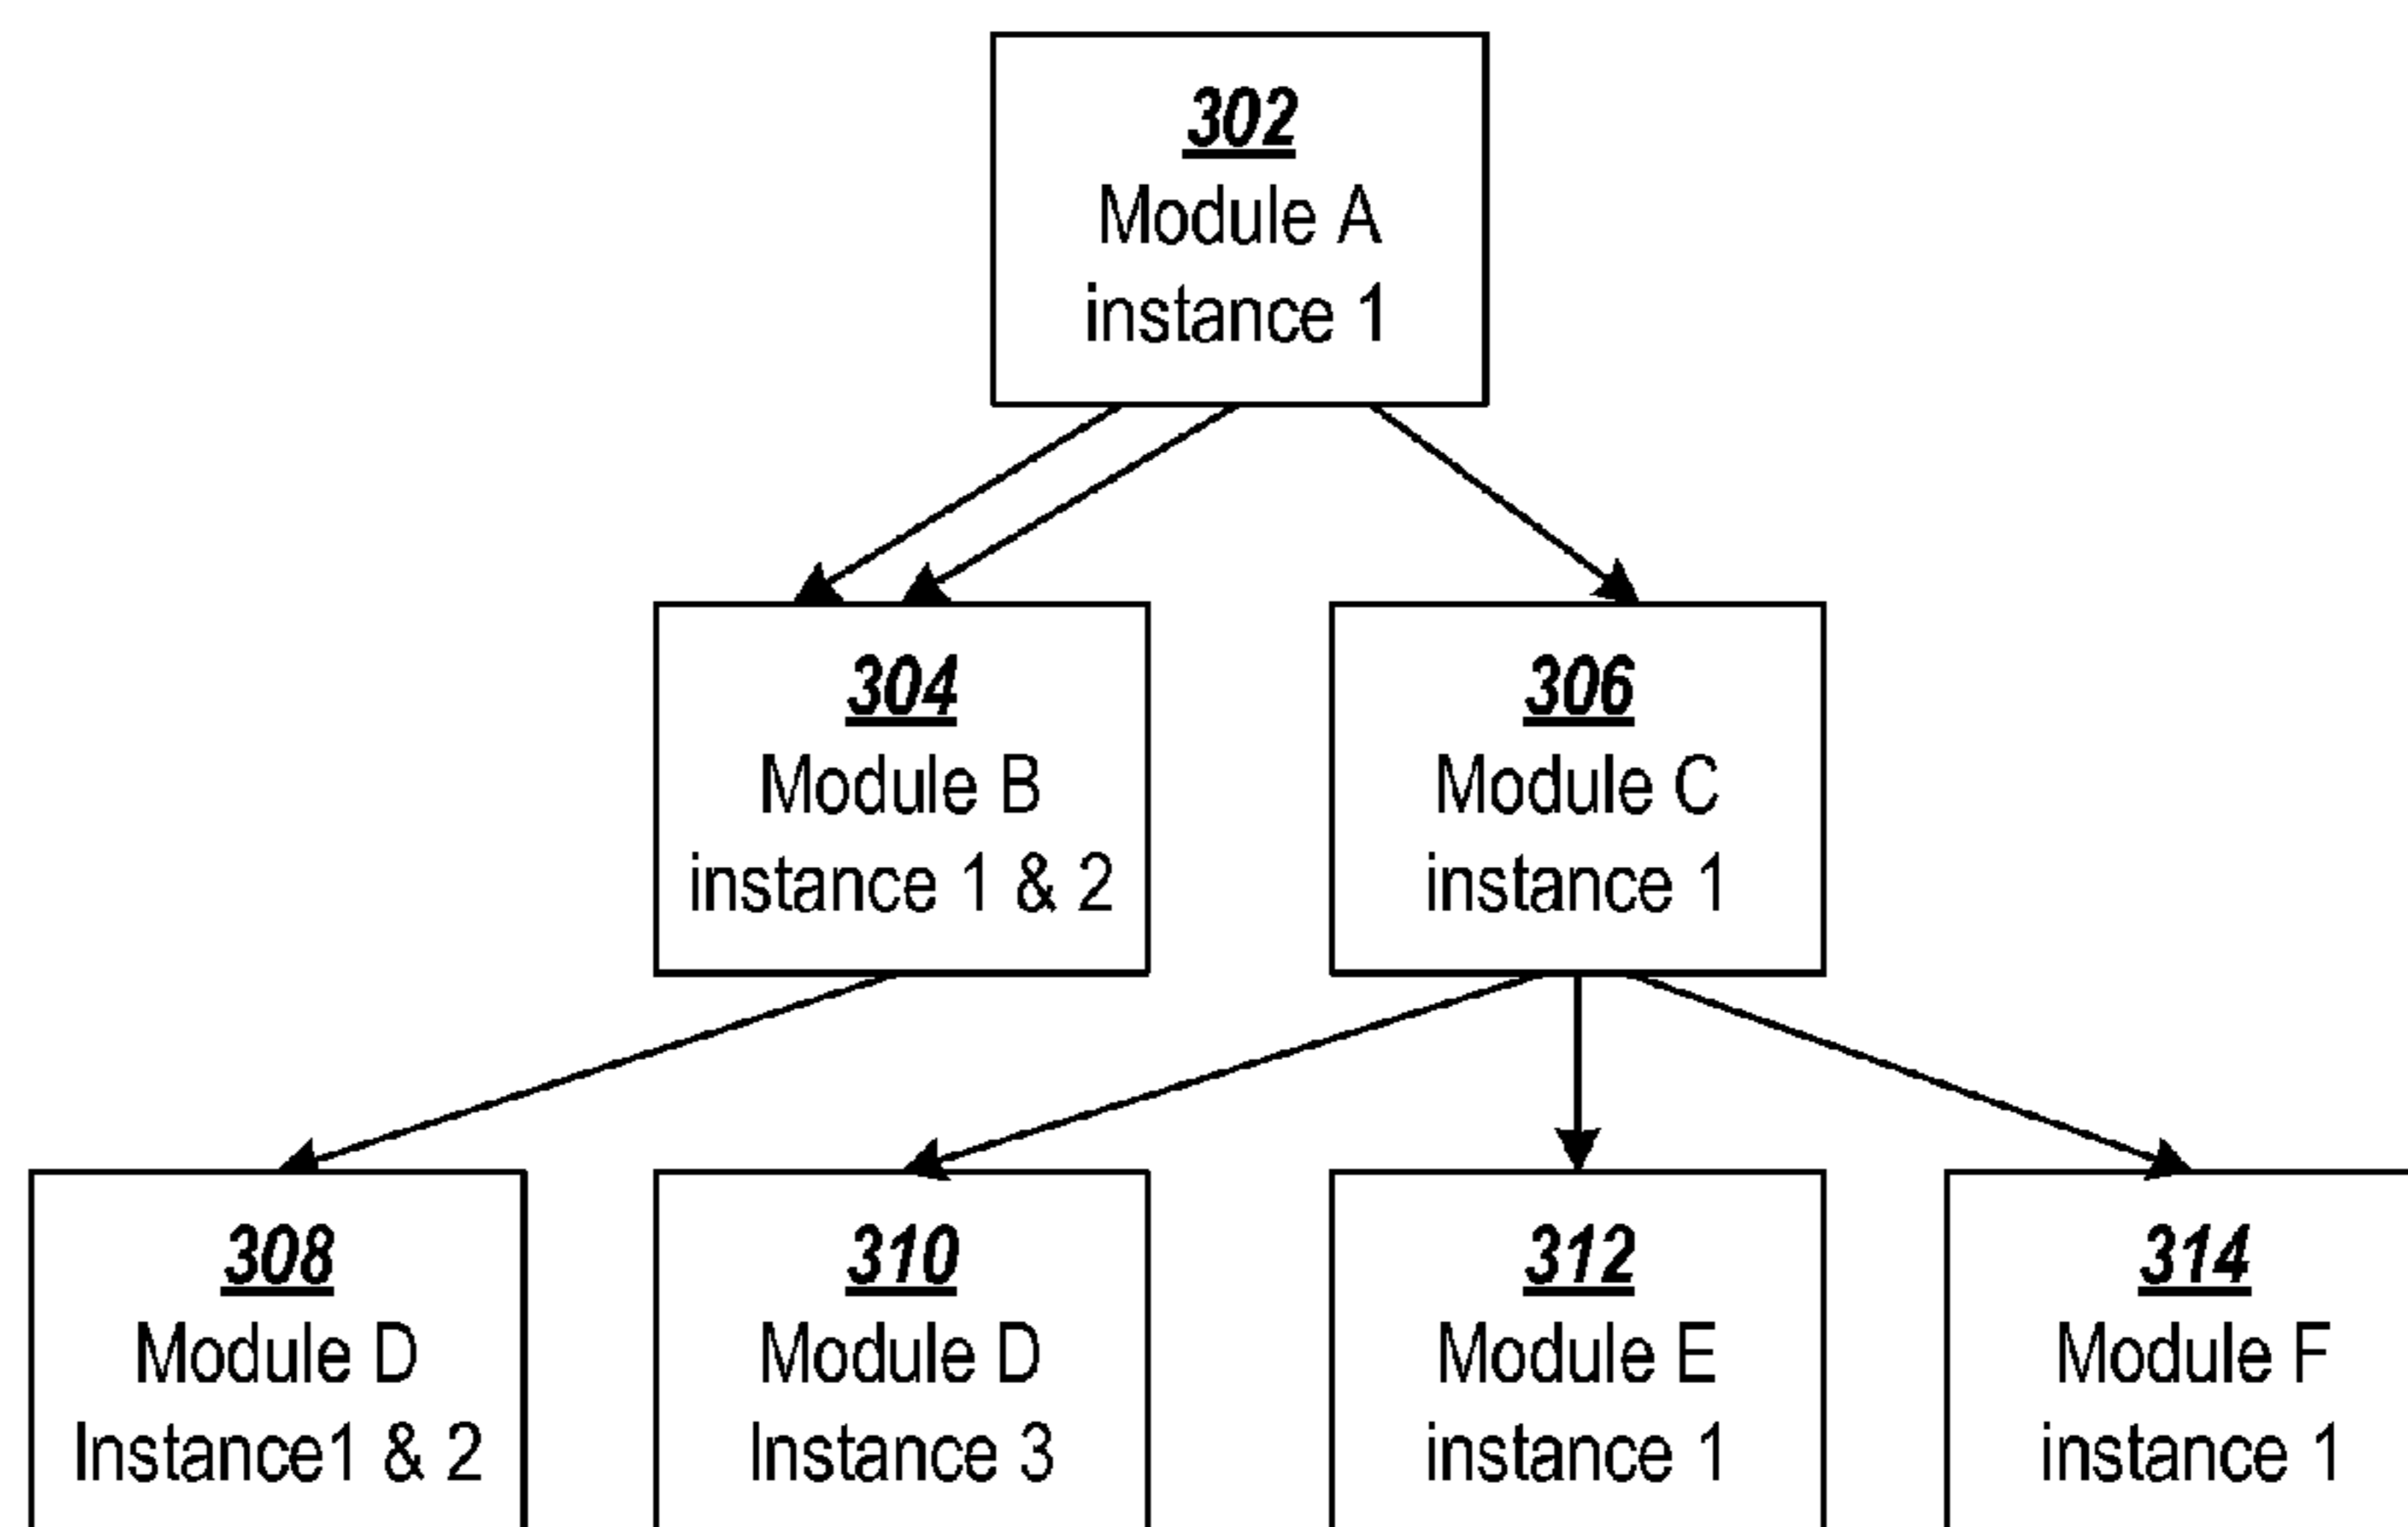 302
Module A
instance 1
304
Module B
instance 1 & 2
306
Module C
instance 1
308
Module D
Instance1 & 2
310
Module D
Instance 3
312
Module E
instance 1
314
Module F
instance 1